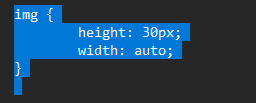 img {
        height: 30px;
        width: auto;
}